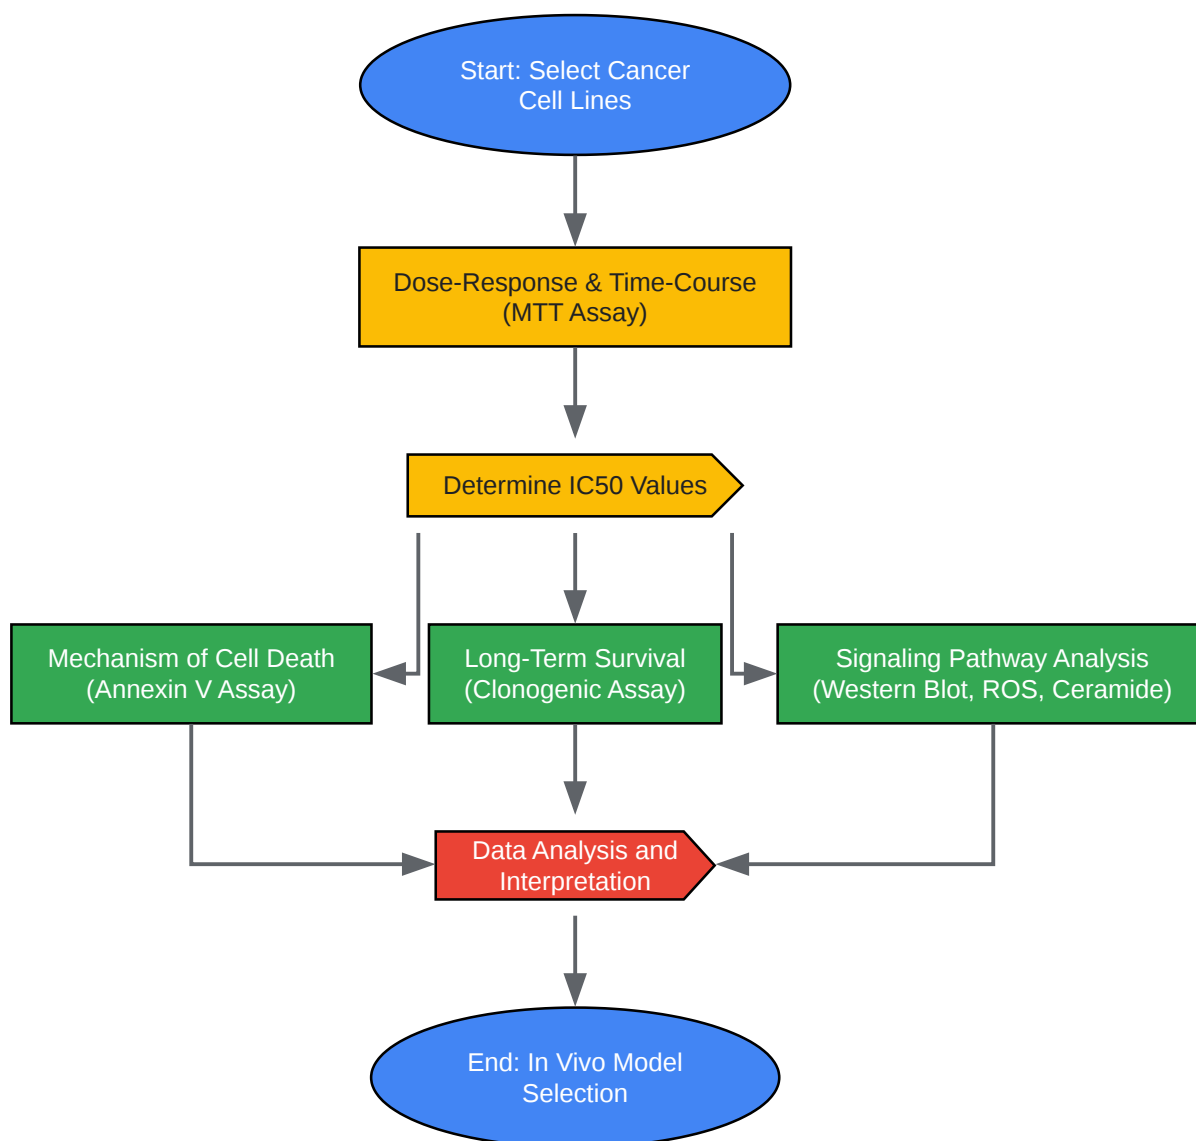 Start: Select Cancer
Cell Lines
Dose-Response & Time-Course
(MTT Assay)
Determine IC50 Values
Mechanism of Cell Death
(Annexin V Assay)
Long-Term Survival
(Clonogenic Assay)
Signaling Pathway Analysis
(Western Blot, ROS, Ceramide)
Data Analysis and
Interpretation
End: In Vivo Model
Selection